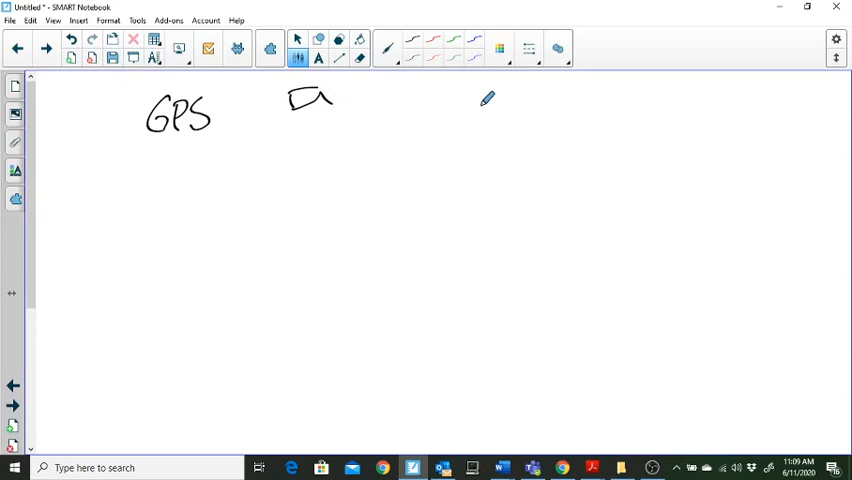 Untitled * - SMART Notebook
File Edit View Insert Format Tools Add-ons Account Help
GPS
Type here to search
11:09 AM
6/11/2020